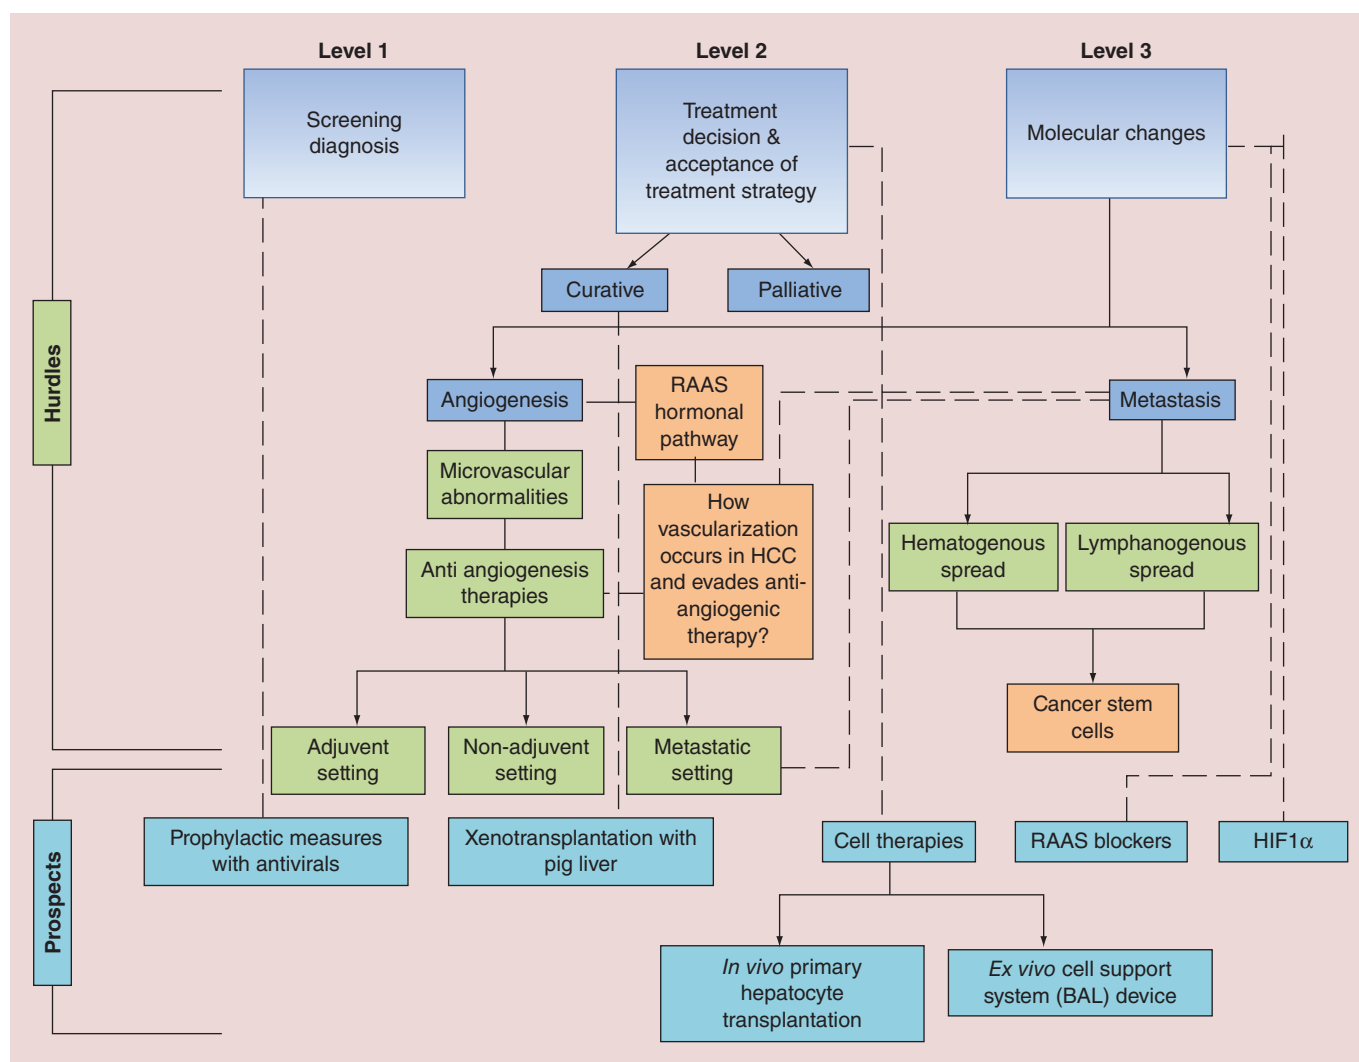 Level 1
Level 2
Level 3
Screening
diagnosis
Treatment
decision &
acceptance of
treatment strategy
Molecular changes
Curative
Palliative
Hurdles
Angiogenesis
RAAS
hormonal
pathway
Metastasis
Microvascular
abnormalities
How
vascularization
occurs in HCC
and evades anti-
angiogenic
therapy?
Anti angiogenesis
therapies
Hematogenous
spread
Lymphanogenous
spread
Cancer stem
cells
Adjuvent
setting
Non-adjuvent
setting
Metastatic
setting
Prospects
Prophylactic measures
with antivirals
Xenotransplantation with
pig liver
Cell therapies
RAAS blockers
HIF1α
In vivo primary
hepatocyte
transplantation
Ex vivo cell support
system (BAL) device